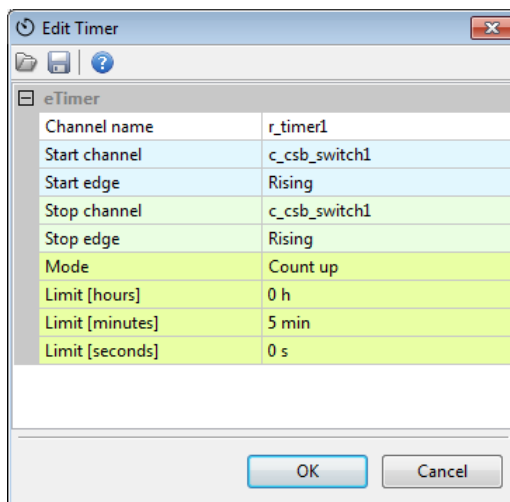 Edit Timer
eTimer
Channel name r_timer1
Start channel c_csb_switch1
Start edge Rising
Stop channel c_csb_switch1
Stop edge Rising
Mode Count up
Limit [hours] 0 h
Limit [minutes] 5 min
Limit [seconds] 0 s
OK Cancel